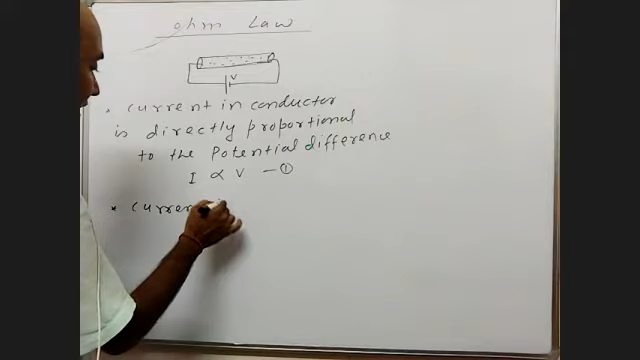 ohm Law
V
• current in conductor
is directly proportional
to the Potential difference
I ∝ V — ①
* curren